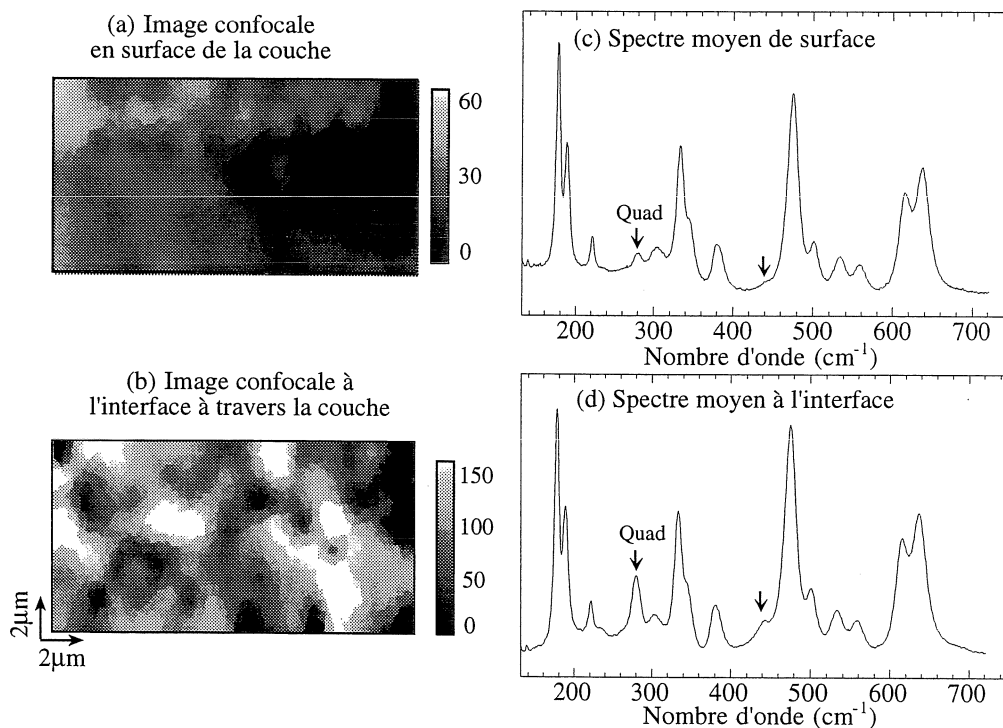 (a) Image confocale
en surface de la couche
60
30
0
(b) Image confocale à
l'interface à travers la couche
150
100
50
0
2µm
2µm
(c) Spectre moyen de surface
Quad
200 300 400 500 600 700
Nombre d'onde (cm⁻¹)
(d) Spectre moyen à l'interface
Quad
200 300 400 500 600 700
Nombre d'onde (cm⁻¹)